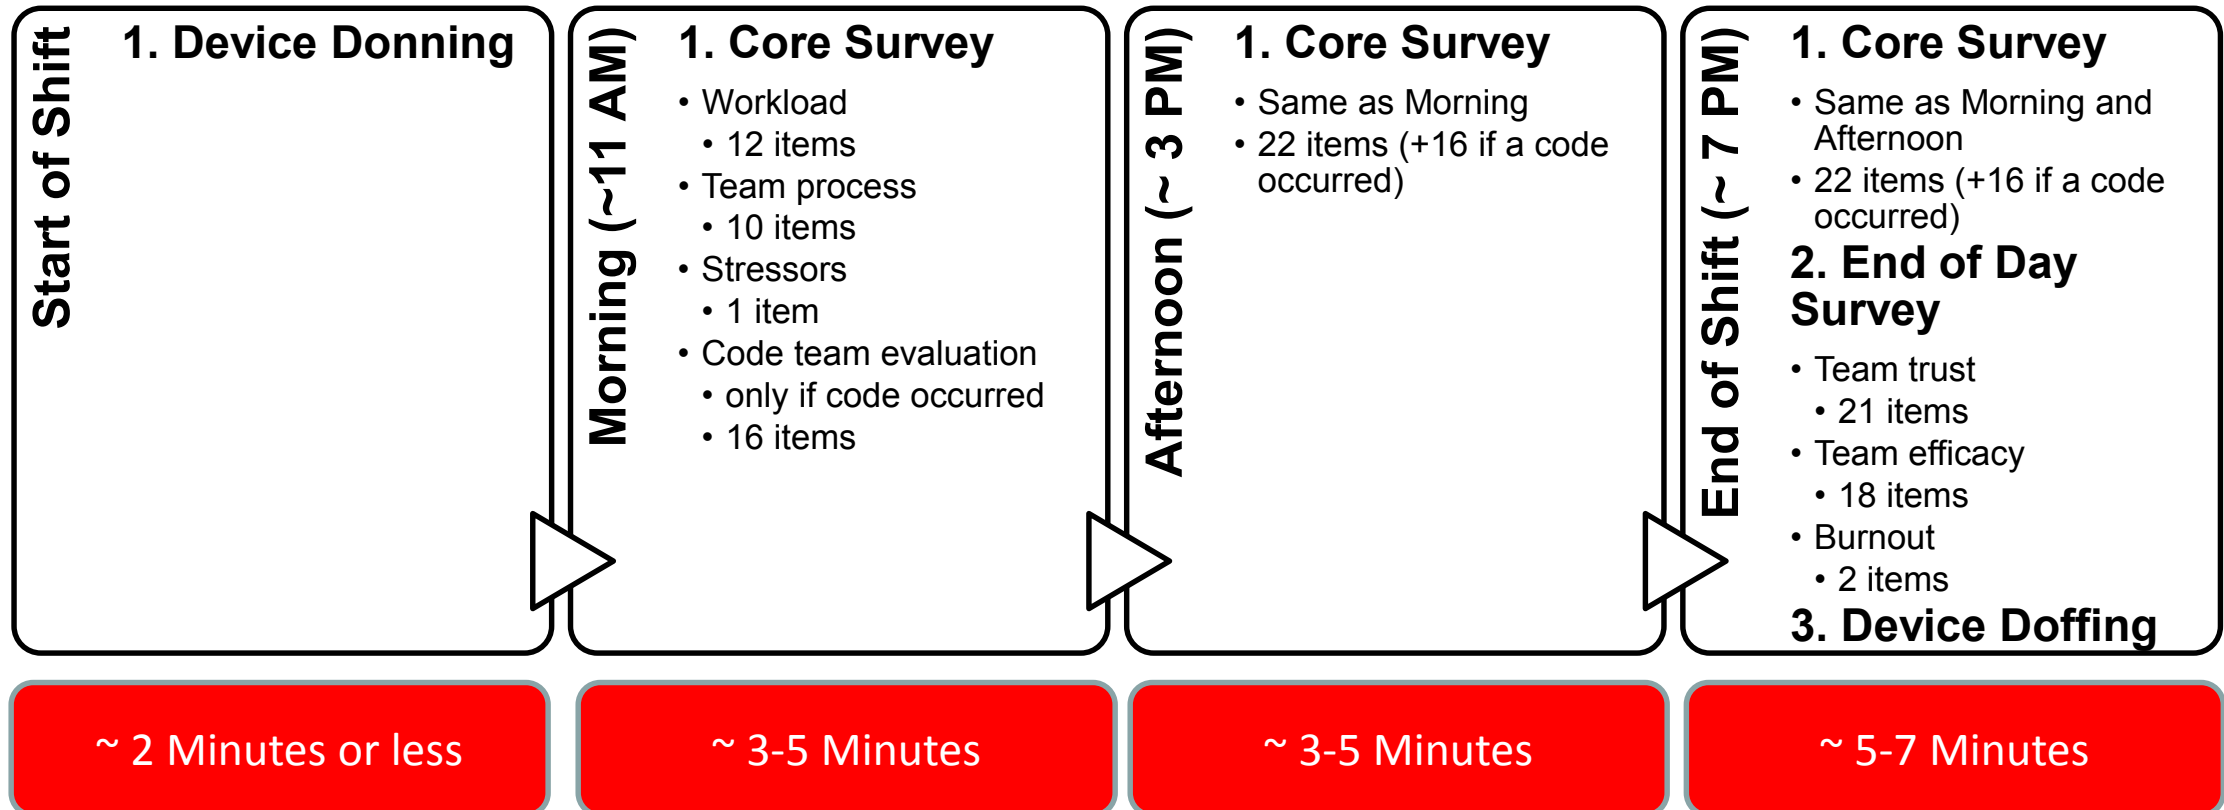 Start of Shift
1. Device Donning
Morning (~11 AM)
1. Core Survey
• Workload
• 12 items
• Team process
• 10 items
• Stressors
• 1 item
• Code team evaluation
• only if code occurred
• 16 items
Afternoon (~ 3 PM)
1. Core Survey
• Same as Morning
• 22 items (+16 if a code
occurred)
End of Shift (~ 7 PM)
1. Core Survey
• Same as Morning and
Afternoon
• 22 items (+16 if a code
occurred)
2. End of Day
Survey
• Team trust
• 21 items
• Team efficacy
• 18 items
• Burnout
• 2 items
3. Device Doffing
~ 2 Minutes or less
~ 3-5 Minutes
~ 3-5 Minutes
~ 5-7 Minutes